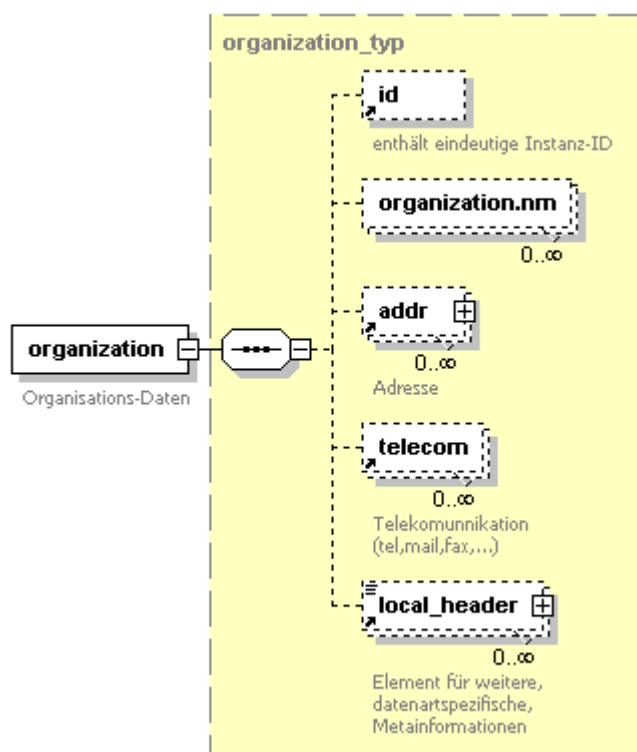 organization_typ
id
enthält eindeutige Instanz-ID
organization.nm
0..∞
addr
0..∞
Adresse
organization
Organisations-Daten
telecom
0..∞
Telekomunnikation
(tel,mail,fax,...)
local_header
0..∞
Element für weitere,
datenartspezifische,
Metainformationen